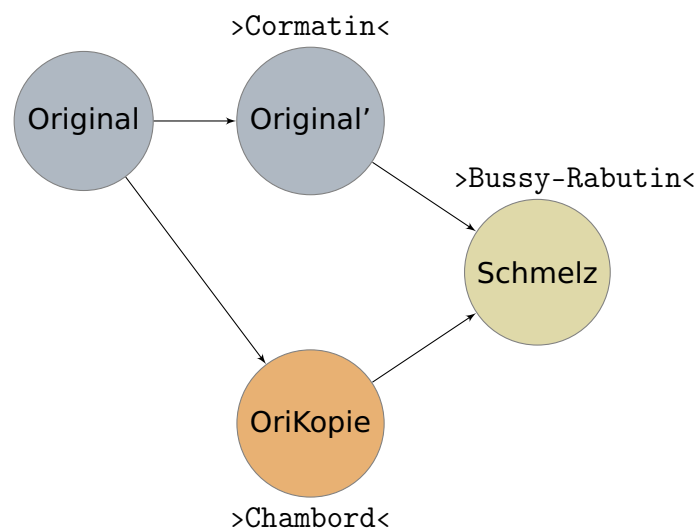 >Cormatin<
Original
Original’
>Bussy-Rabutin<
Schmelz
OriKopie
>Chambord<